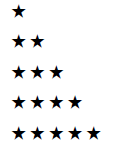 ★
★ ★
★ ★ ★
★ ★ ★ ★
★ ★ ★ ★ ★